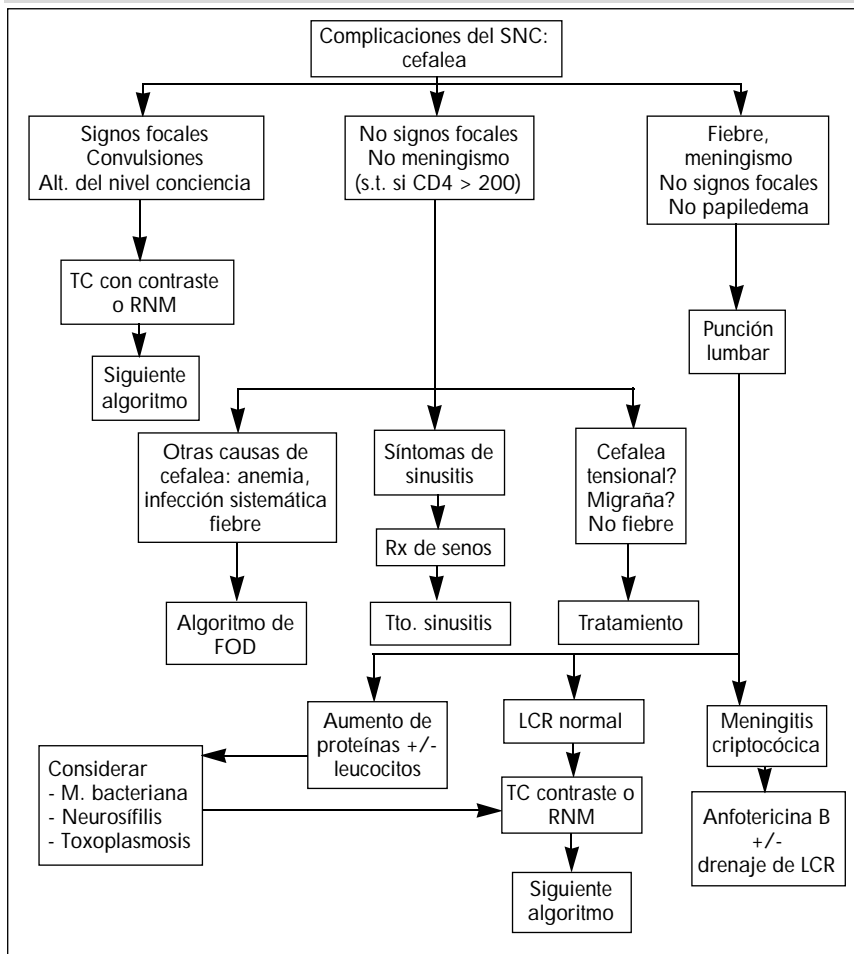 Complicaciones del SNC:
cefalea
Signos focales
Convulsiones
Alt. del nivel conciencia
No signos focales
No meningismo
(s.t. si CD4 > 200)
Fiebre,
meningismo
No signos focales
No papiledema
TC con contraste
o RNM
Punción
lumbar
Siguiente
algoritmo
Otras causas de
cefalea: anemia,
infección sistemática
fiebre
Síntomas de
sinusitis
Cefalea
tensional?
Migraña?
No fiebre
Rx de senos
Algoritmo de
FOD
Tto. sinusitis
Tratamiento
Aumento de
proteínas +/-
leucocitos
LCR normal
Meningitis
criptocócica
Considerar
- M. bacteriana
- Neurosífilis
- Toxoplasmosis
TC contraste o
RNM
Anfotericina B
+/-
drenaje de LCR
Siguiente
algoritmo